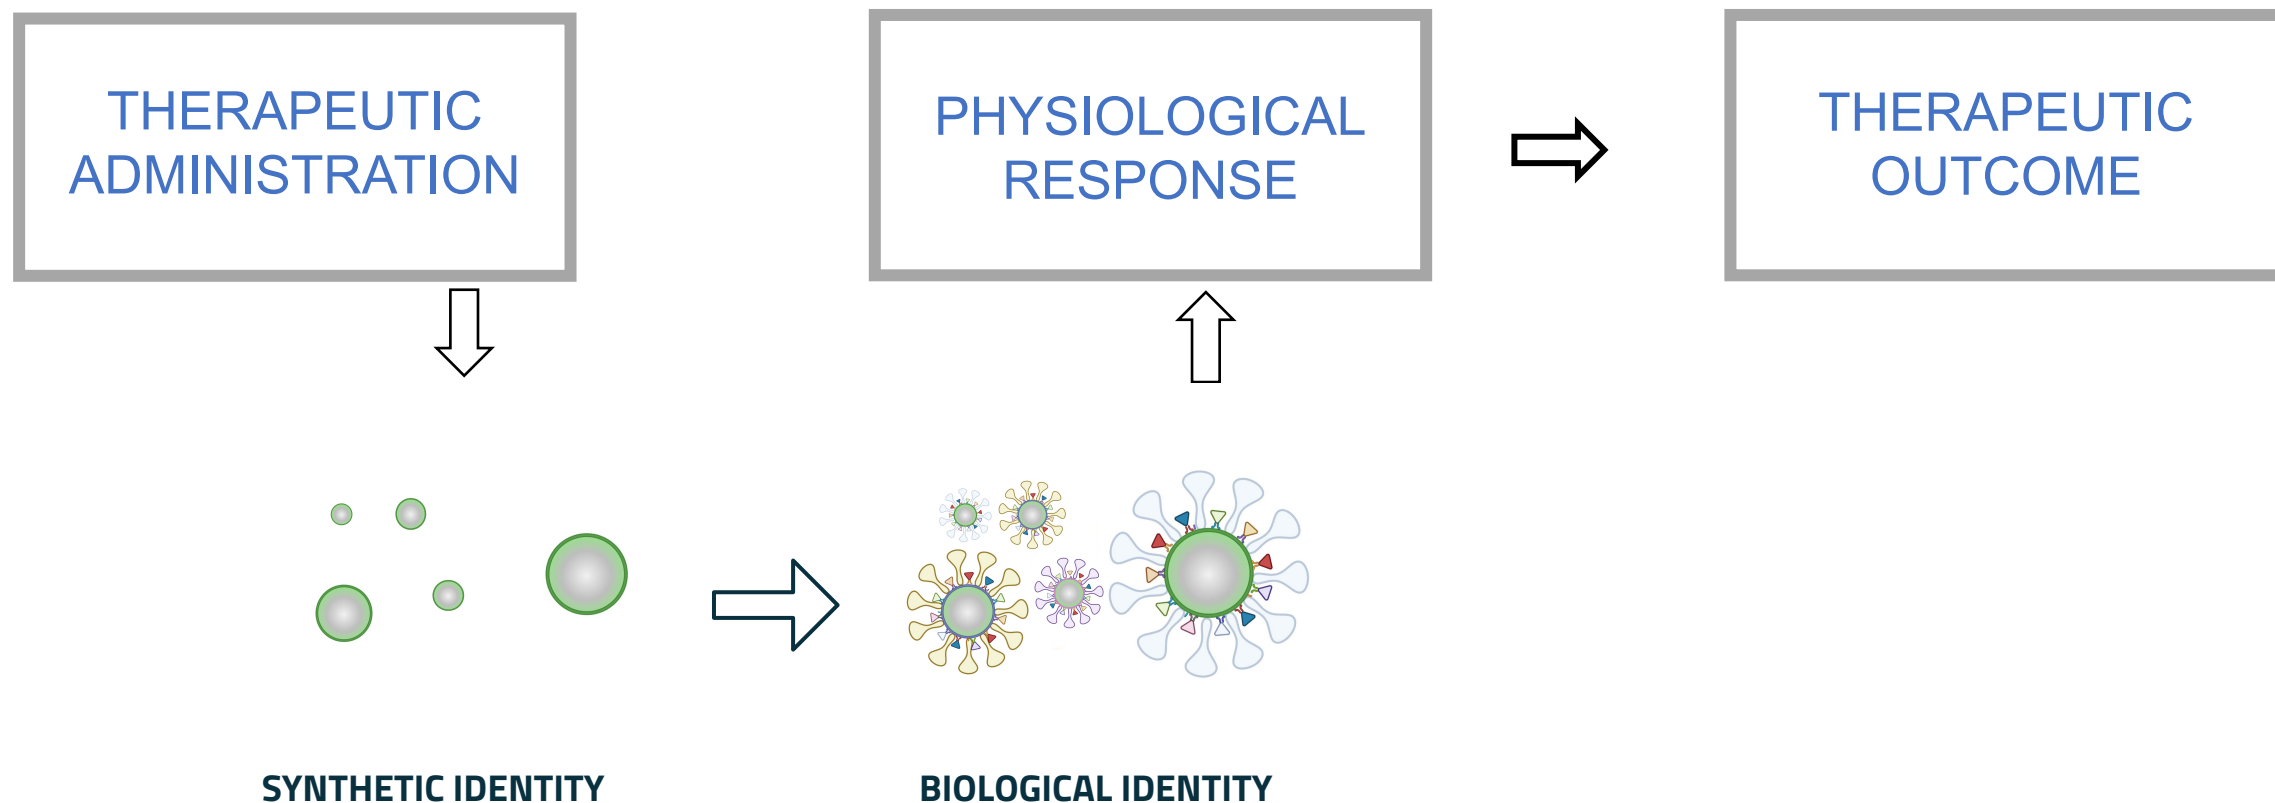 THERAPEUTIC
ADMINISTRATION
PHYSIOLOGICAL
RESPONSE
THERAPEUTIC
OUTCOME
SYNTHETIC IDENTITY
BIOLOGICAL IDENTITY